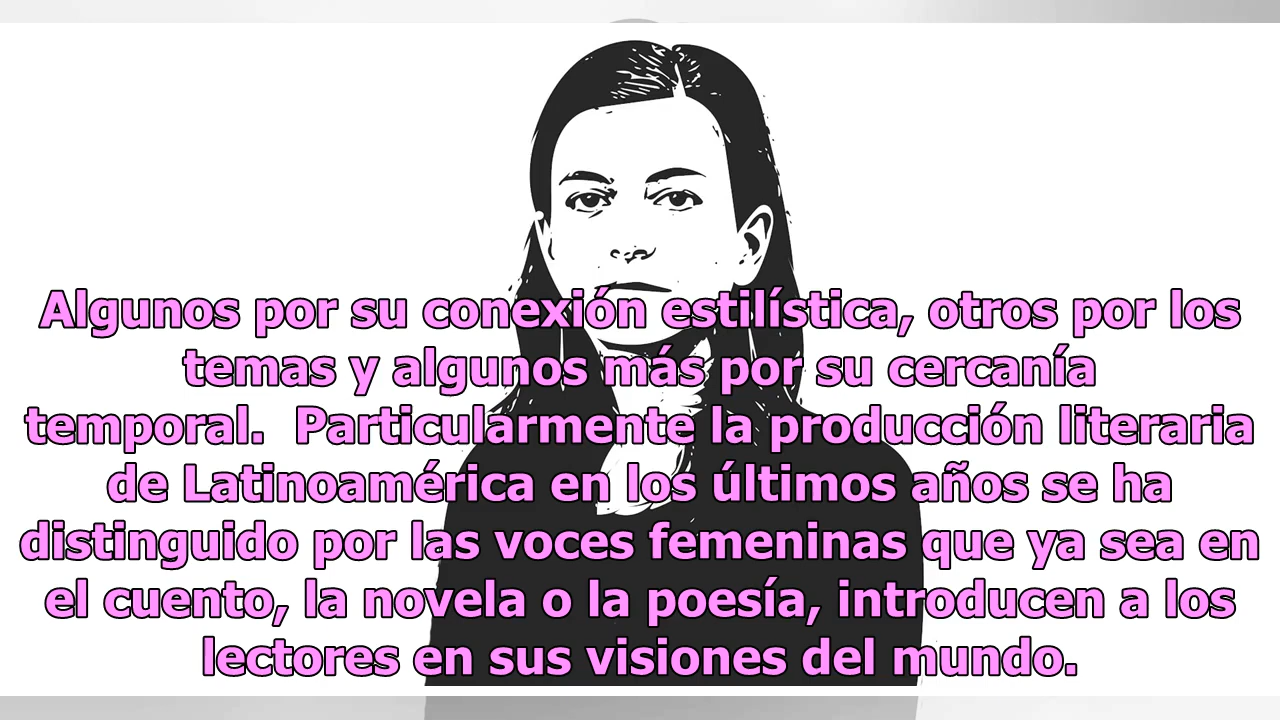 Algunos por su conexión estilística, otros por los
temas y algunos más por su cercanía
temporal.  Particularmente la producción literaria
de Latinoamérica en los últimos años se ha
distinguido por las voces femeninas que ya sea en
el cuento, la novela o la poesía, introducen a los
lectores en sus visiones del mundo.